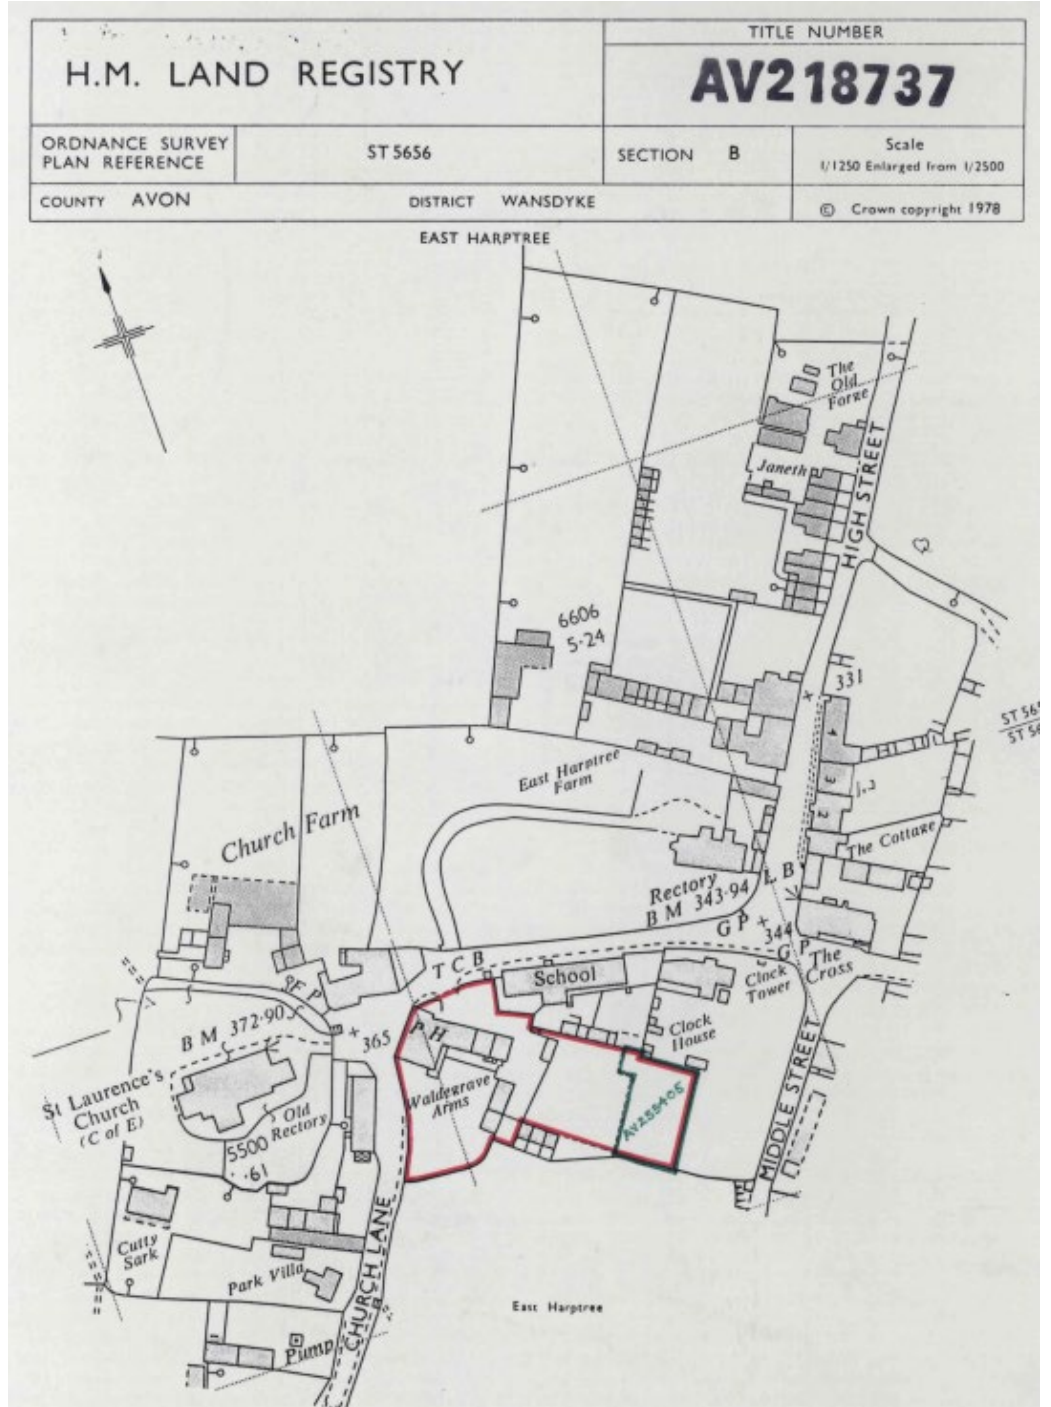 TITLE NUMBER
H.M. LAND REGISTRY
AV218737
ORDNANCE SURVEY
PLAN REFERENCE
ST 5656
SECTION B
Scale
1/1250 Enlarged from 1/2500
COUNTY AVON
DISTRICT WANSDYKE
© Crown copyright 1978
EAST HARPTREE
The
Old
Forge
Janeth
HIGH STREET
6606
5·24
331
4
3
2
East Harptree
Farm
Church Farm
The Cottage
Rectory
L B
B M 343·94
G P
344
G P
The
Cross
T C B
School
Clock
Tower
F P
B M 372·90
365
P H
Clock
House
Waldegrave
Arms
AV255405
St Laurence's
Church
(C of E)
Old
Rectory
5500
·61
MIDDLE STREET
Cutty
Sark
Park Villa
CHURCH LANE
East Harptree
Pump